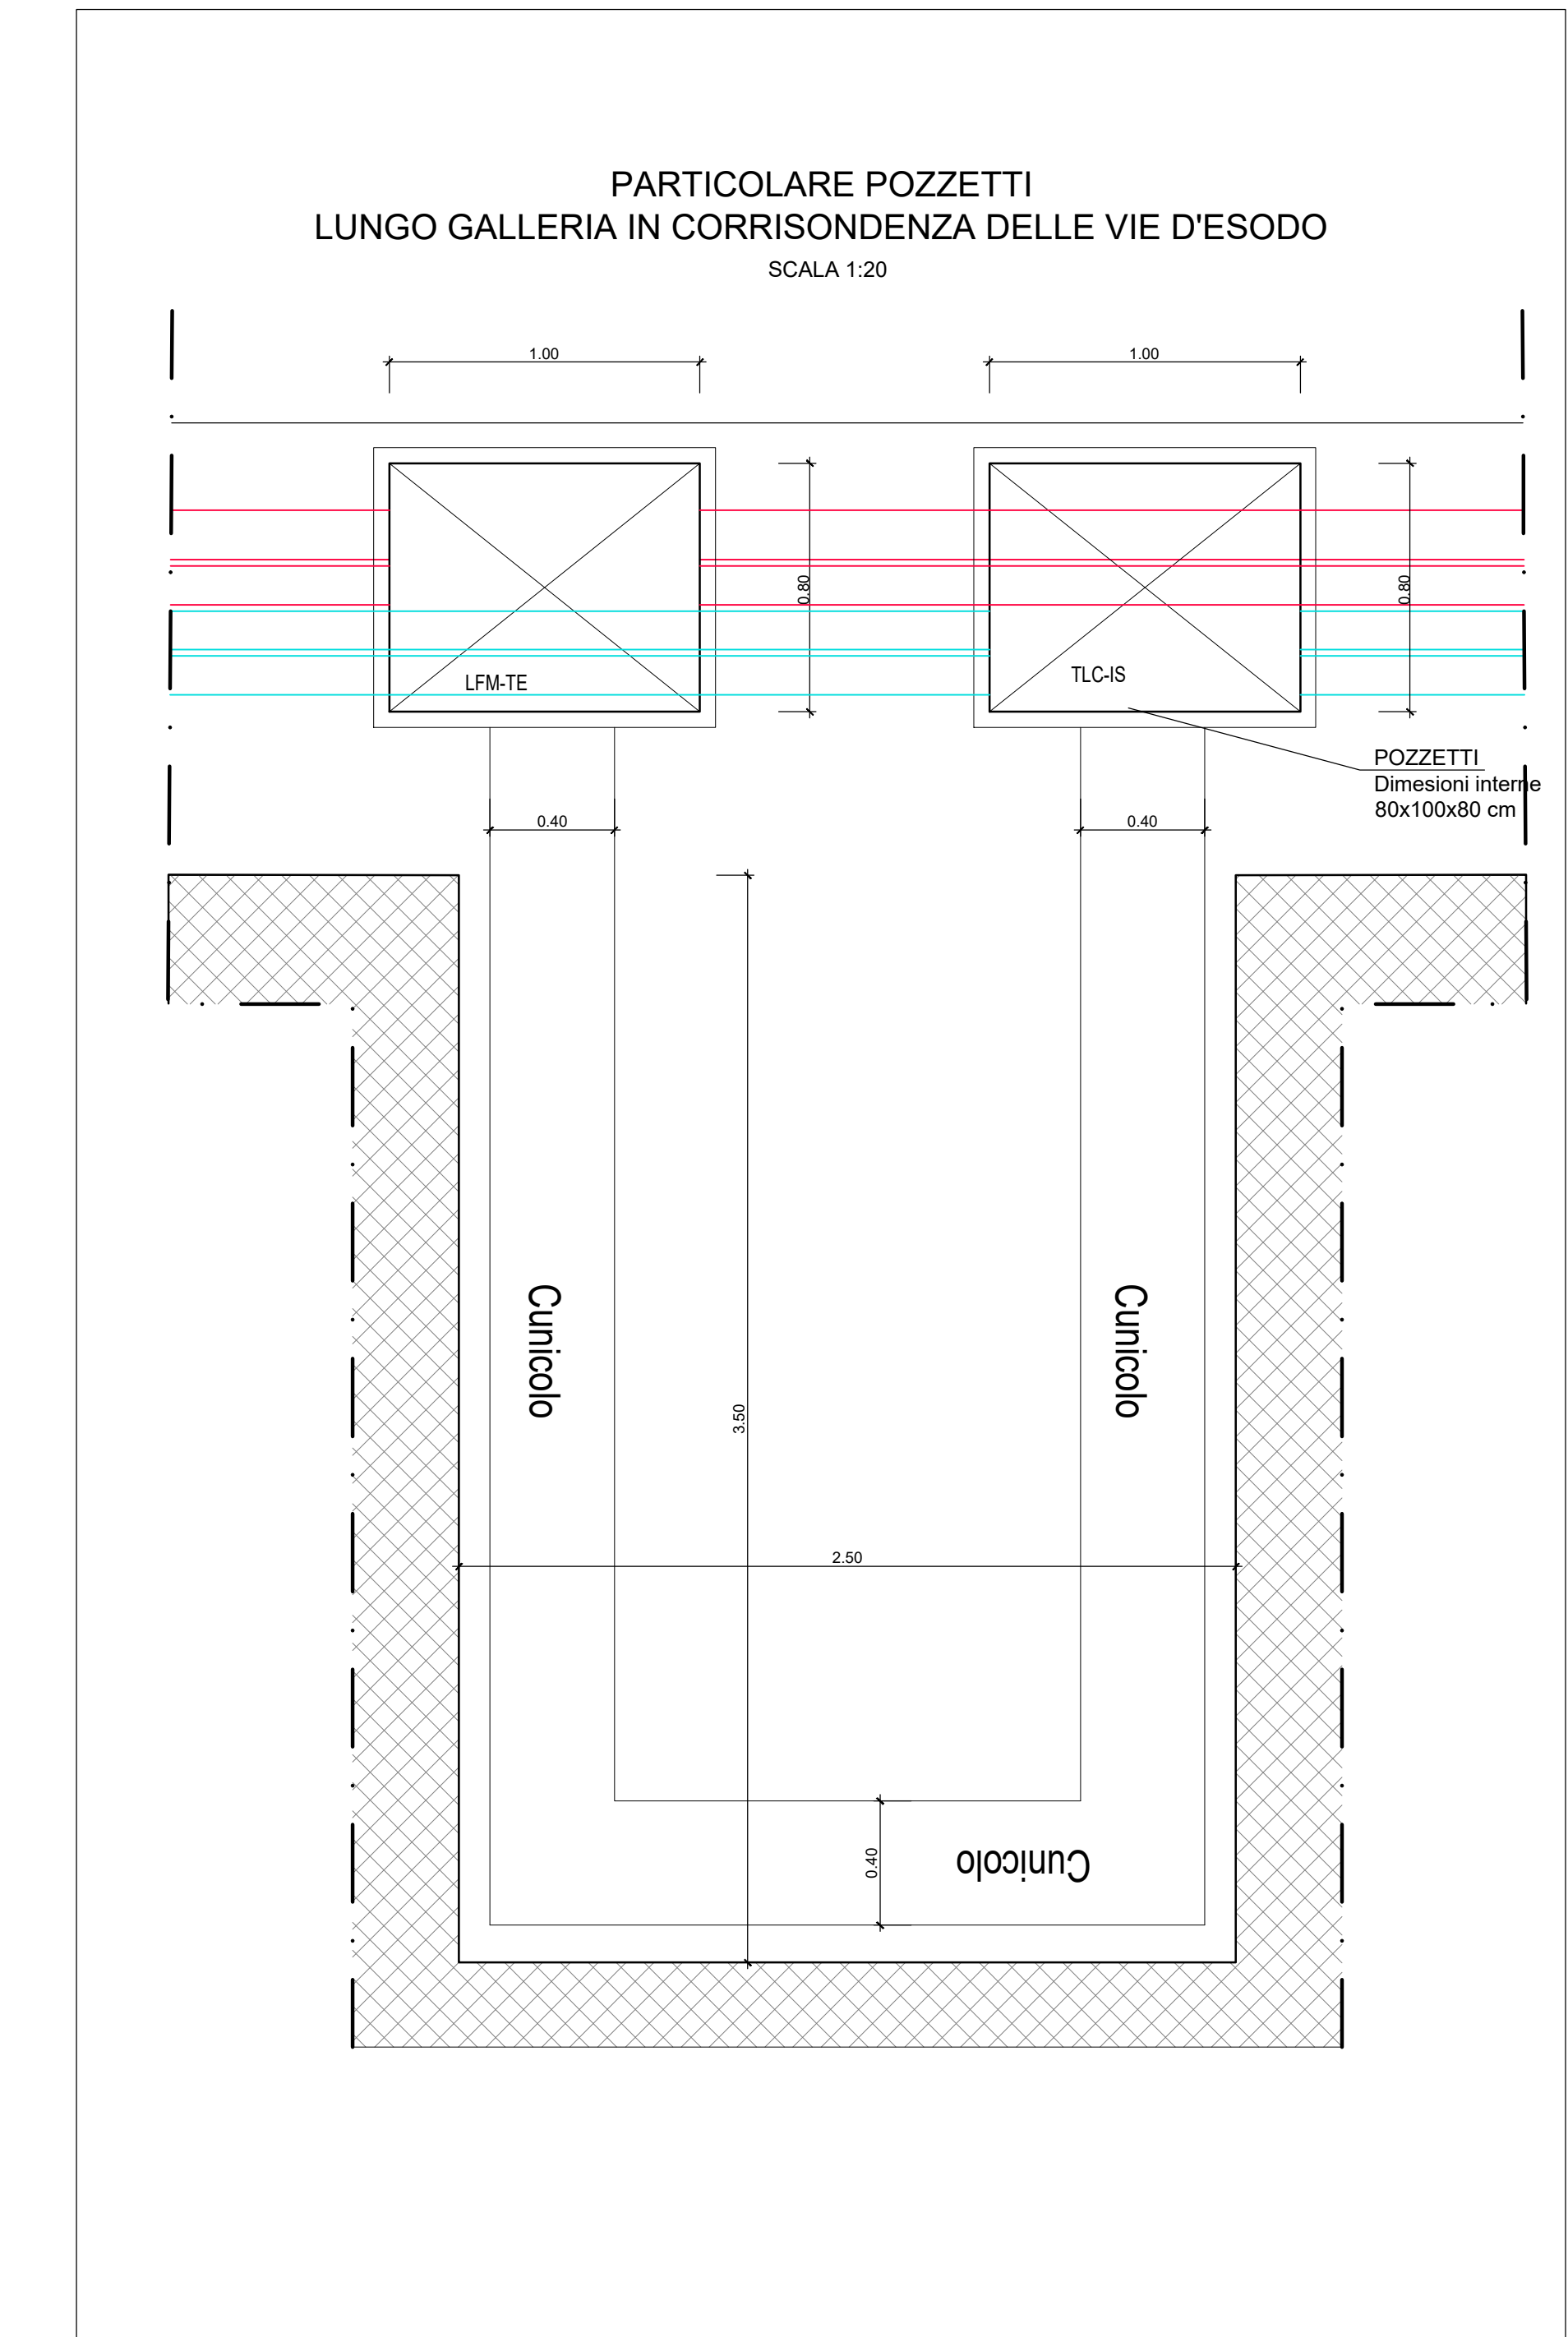 PARTICOLARE POZZETTI
LUNGO GALLERIA IN CORRISONDENZA DELLE VIE D'ESODO
SCALA 1:20
1.00
1.00
0.80
0.80
LFM-TE
TLC-IS
POZZETTI
Dimesioni interne
80x100x80 cm
0.40
0.40
Cunicolo
Cunicolo
3.50
2.50
0.40
Cunicolo